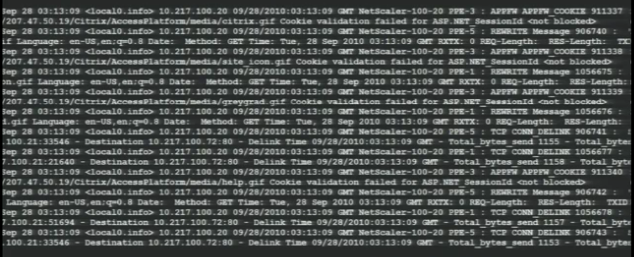 Sep 28 03:13:09 <local0.info> 10.217.100.20 09/28/2010:03:13:09 GMT NetScaler-100-20 PPE-3 : APPFW APPFW_COOKIE 911337
/207.47.50.19/Citrix/AccessPlatform/media/citrix.gif Cookie validation failed for ASP.NET_SessionId <not blocked>
Sep 28 03:13:09 <local0.info> 10.217.100.20 09/28/2010:03:13:09 GMT NetScaler-100-20 PPE-5 : REWRITE Message 906740 :
if Language: en-US,en:q=0.8 Date: Method: GET Time: Tue, 28 Sep 2010 03:13:09 GMT RXTX: 0 REQ-Length: RES-Length: TXI
Sep 28 03:13:09 <local0.info> 10.217.100.20 09/28/2010:03:13:09 GMT NetScaler-100-20 PPE-3 : APPFW APPFW_COOKIE 911338
/207.47.50.19/Citrix/AccessPlatform/media/site_icon.gif Cookie validation failed for ASP.NET_SessionId <not blocked>
Sep 28 03:13:09 <local0.info> 10.217.100.20 09/28/2010:03:13:09 GMT NetScaler-100-20 PPE-1 : REWRITE Message 1056675 :
n.gif Language: en-US,en:q=0.8 Date: Method: GET Time: Tue, 28 Sep 2010 03:13:09 GMT RXTX: 0 REQ-Length: RES-Length:
Sep 28 03:13:09 <local0.info> 10.217.100.20 09/28/2010:03:13:09 GMT NetScaler-100-20 PPE-3 : APPFW APPFW_COOKIE 911339
/207.47.50.19/Citrix/AccessPlatform/media/greygrad.gif Cookie validation failed for ASP.NET_SessionId <not blocked>
Sep 28 03:13:09 <local0.info> 10.217.100.20 09/28/2010:03:13:09 GMT NetScaler-100-20 PPE-1 : REWRITE Message 1056676 :
.gif Language: en-US,en:q=0.8 Date: Method: GET Time: Tue, 28 Sep 2010 03:13:09 GMT RXTX: 0 REQ-Length: RES-Length: T
Sep 28 03:13:09 <local0.info> 10.217.100.20 09/28/2010:03:13:09 GMT NetScaler-100-20 PPE-5 : TCP CONN_DELINK 906741 :
.100.21:33546 - Destination 10.217.100.72:80 - Delink Time 09/28/2010:03:13:09 GMT - Total_bytes_send 1155 - Total_byt
Sep 28 03:13:09 <local0.info> 10.217.100.20 09/28/2010:03:13:09 GMT NetScaler-100-20 PPE-1 : TCP CONN_DELINK 1056677 :
7.100.21:21640 - Destination 10.217.100.72:80 - Delink Time 09/28/2010:03:13:09 GMT - Total_bytes_send 1158 - Total_byte
Sep 28 03:13:09 <local0.info> 10.217.100.20 09/28/2010:03:13:09 GMT NetScaler-100-20 PPE-3 : APPFW APPFW_COOKIE 911340
/207.47.50.19/Citrix/AccessPlatform/media/help.gif Cookie validation failed for ASP.NET_SessionId <not blocked>
Sep 28 03:13:09 <local0.info> 10.217.100.20 09/28/2010:03:13:09 GMT NetScaler-100-20 PPE-5 : REWRITE Message 906742 :
Language: en-US,en:q=0.8 Date: Method: GET Time: Tue, 28 Sep 2010 03:13:09 GMT RXTX: 0 REQ-Length: RES-Length: TXID:
Sep 28 03:13:09 <local0.info> 10.217.100.20 09/28/2010:03:13:09 GMT NetScaler-100-20 PPE-1 : TCP CONN_DELINK 1056678 :
.100.21:51694 - Destination 10.217.100.72:80 - Delink Time 09/28/2010:03:13:09 GMT - Total_bytes_send 1157 - Total_byt
Sep 28 03:13:09 <local0.info> 10.217.100.20 09/28/2010:03:13:09 GMT NetScaler-100-20 PPE-5 : TCP CONN_DELINK 906743 :
.100.21:33546 - Destination 10.217.100.72:80 - Delink Time 09/28/2010:03:13:09 GMT - Total_bytes_send 1153 - Total_byt